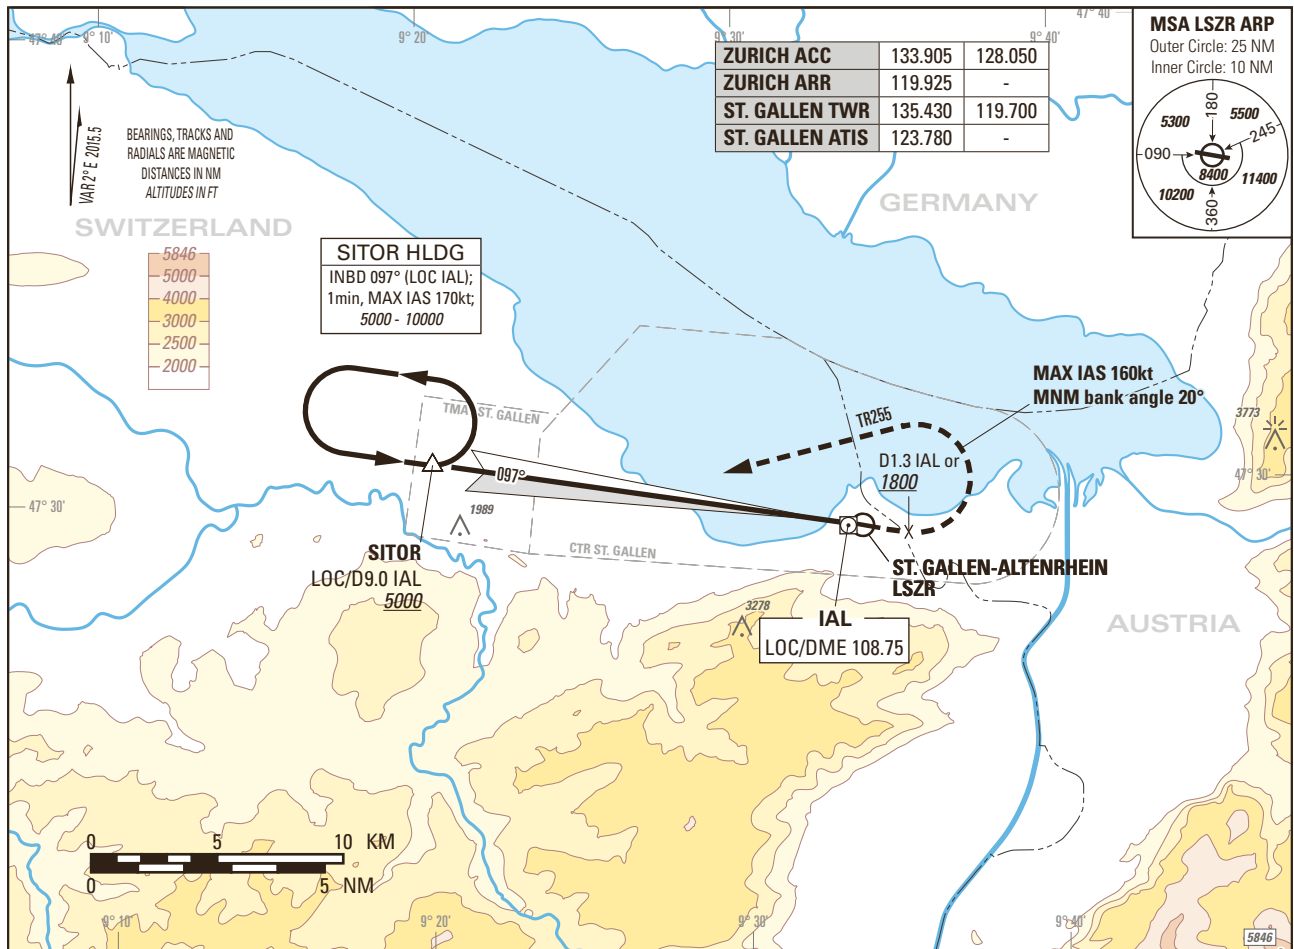 47° 40'
9° 10'
9° 20'
9° 30'
9° 40'
47° 40'
MSA LSZR ARP
Outer Circle: 25 NM
Inner Circle: 10 NM
180
5300
5500
245
090
8400
10200
11400
360
ZURICH ACC 133.905 128.050
ZURICH ARR 119.925 -
ST. GALLEN TWR 135.430 119.700
ST. GALLEN ATIS 123.780 -
VAR 2° E 2015.5
BEARINGS, TRACKS AND
RADIALS ARE MAGNETIC
DISTANCES IN NM
ALTITUDES IN FT
SWITZERLAND
GERMANY
5846
5000
4000
3000
2500
2000
SITOR HLDG
INBD 097° (LOC IAL);
1min, MAX IAS 170kt;
5000 - 10000
MAX IAS 160kt
MNM bank angle 20°
TMA ST. GALLEN
TR255
3773
D1.3 IAL or
1800
097°
47° 30'
47° 30'
1989
SITOR
LOC/D9.0 IAL
5000
CTR ST. GALLEN
ST. GALLEN-ALTENRHEIN
LSZR
3278
IAL
LOC/DME 108.75
AUSTRIA
0 5 10 KM
0 5 NM
9° 10'
9° 20'
9° 30'
9° 40'
5846